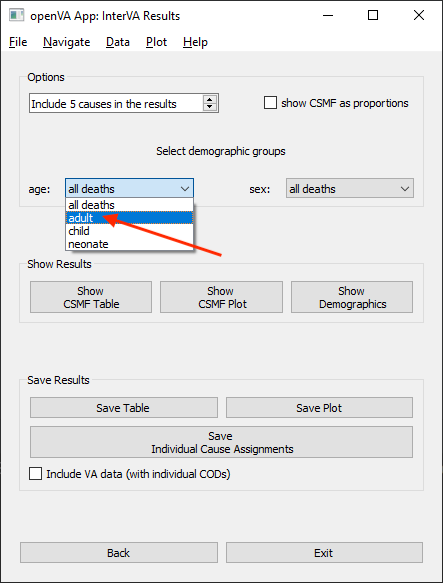 openVA App: InterVA Results
File Navigate Data Plot Help
Options
Include 5 causes in the results
show CSMF as proportions
Select demographic groups
age: all deaths sex: all deaths
all deaths
adult
child
neonate
Show Results
Show
CSMF Table
Show
CSMF Plot
Show
Demographics
Save Results
Save Table Save Plot
Save
Individual Cause Assignments
Include VA data (with individual CODs)
Back Exit